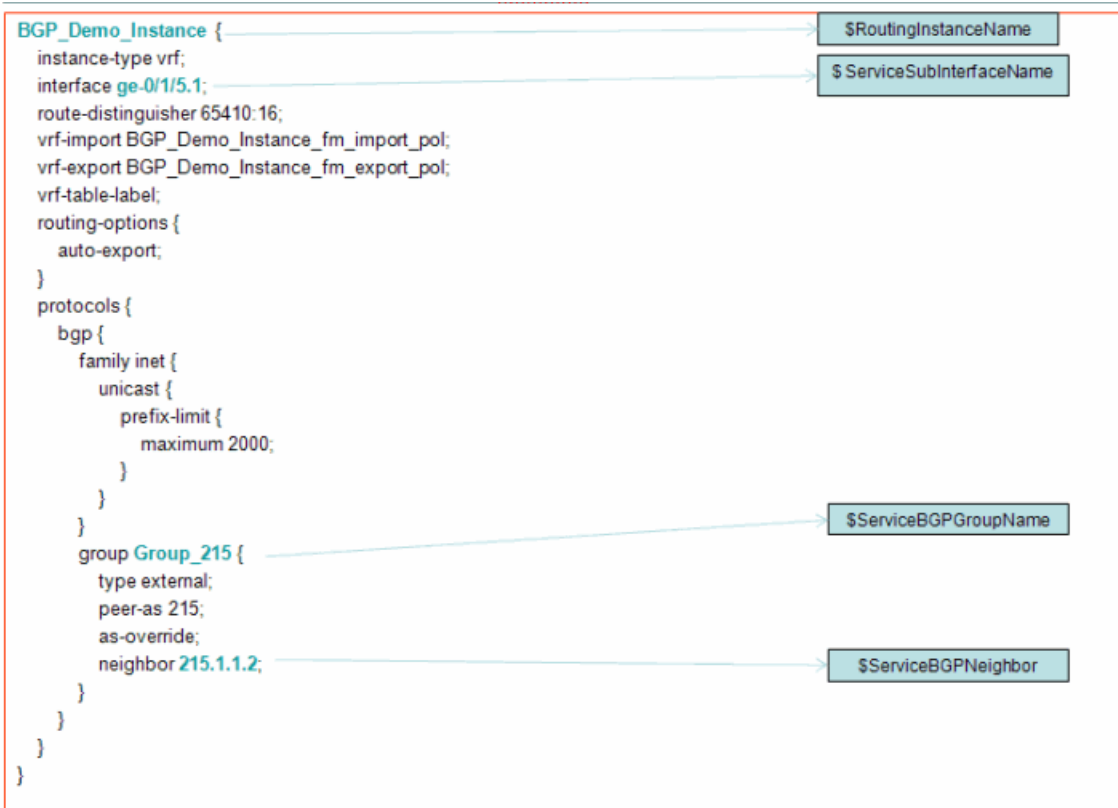 BGP_Demo_Instance {
$RoutingInstanceName
instance-type vrf;
interface ge-0/1/5.1;
$ ServiceSubInterfaceName
route-distinguisher 65410:16;
vrf-import BGP_Demo_Instance_fm_import_pol;
vrf-export BGP_Demo_Instance_fm_export_pol;
vrf-table-label;
routing-options {
auto-export;
}
protocols {
bgp {
family inet {
unicast {
prefix-limit {
maximum 2000;
}
}
}
$ServiceBGPGroupName
group Group_215 {
type external;
peer-as 215;
as-override;
neighbor 215.1.1.2;
$ServiceBGPNeighbor
}
}
}
}